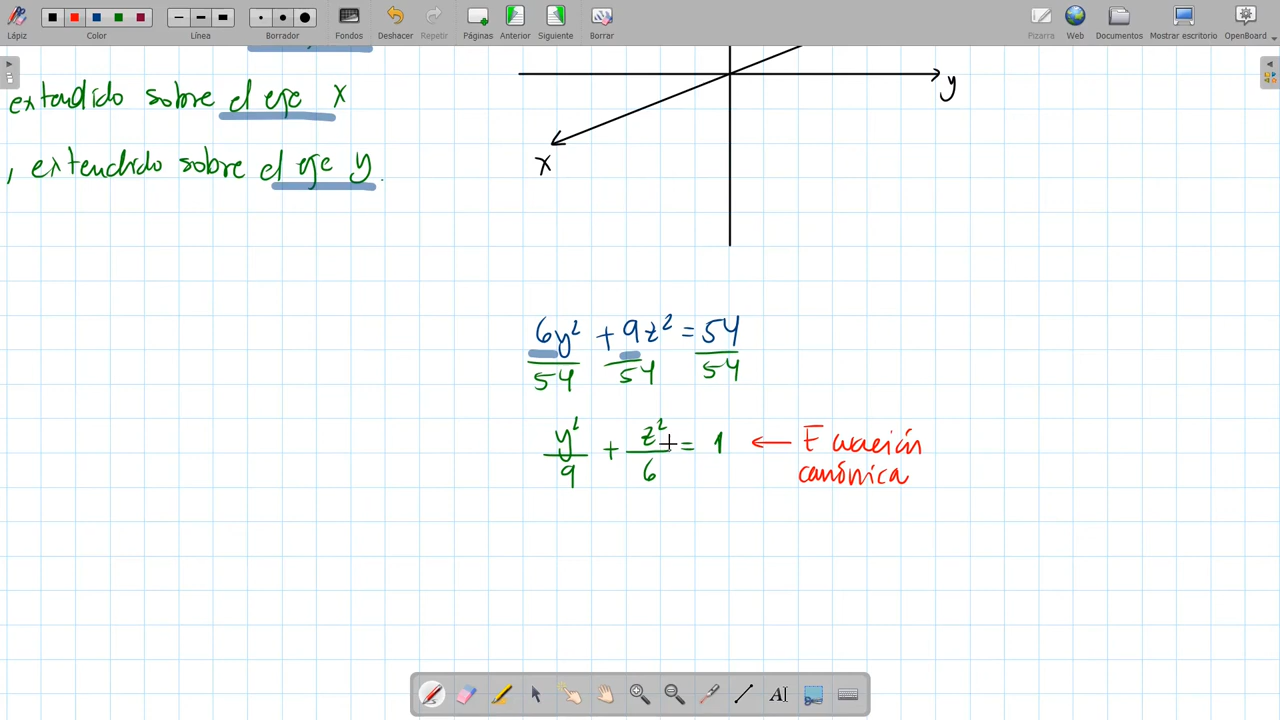 Lápiz Color Línea Borrador Fondos Deshacer Repetir Páginas Anterior Siguiente Borrar Pizarra Web Documentos Mostrar escritorio OpenBoard
extendido sobre el eje x
, extendido sobre el eje y.
y
x
6y² + 9z² = 54
54 54 54
y² + z² = 1 ← Ecuación
9 6 canónica
AI